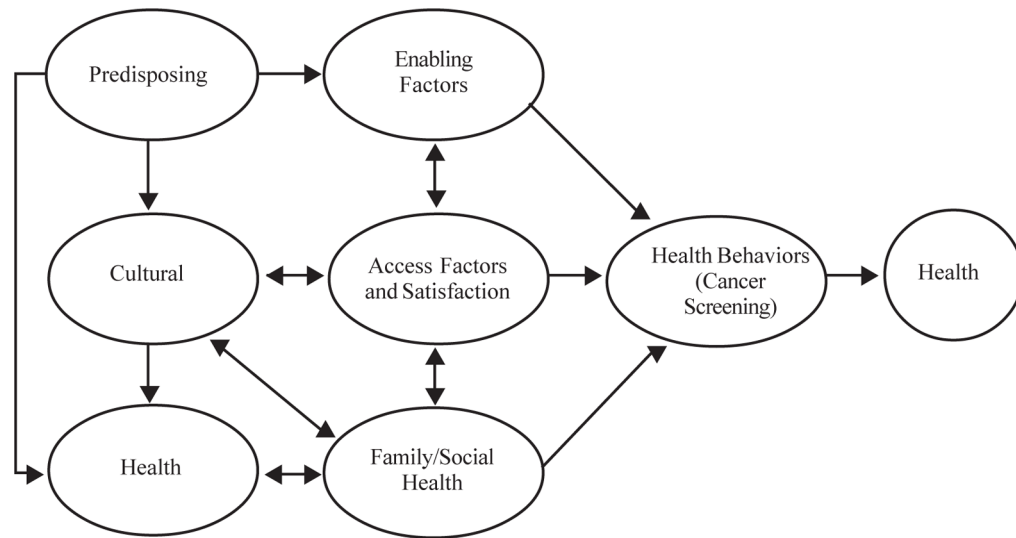 Predisposing
Enabling
Factors
Cultural
Access Factors
and Satisfaction
Health Behaviors
(Cancer
Screening)
Health
Health
Family/Social
Health